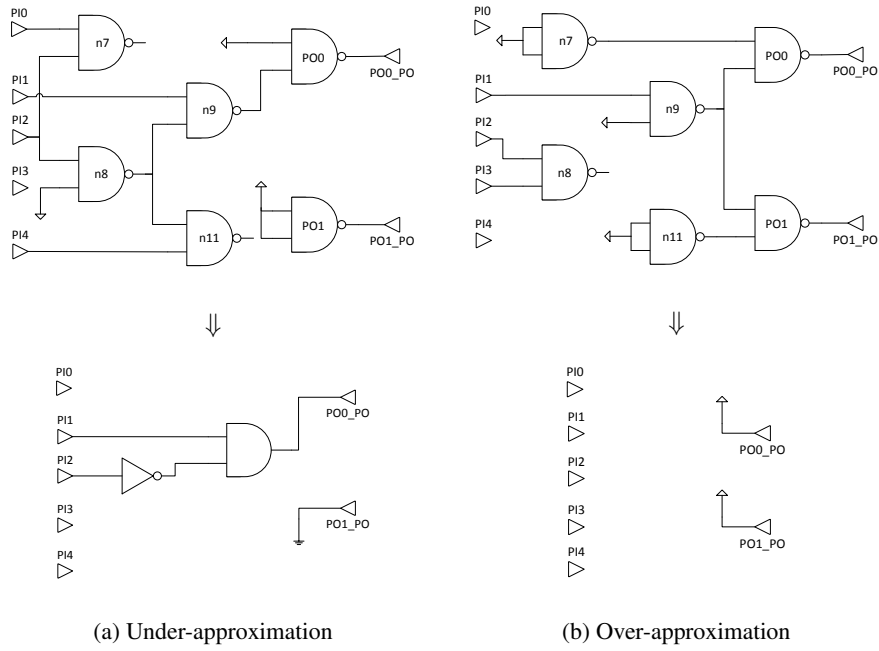 PI0
n7
PO0
PO0_PO
PI1
n9
PI2
PI3
n8
PI4
n11
PO1
PO1_PO
PI0
n7
PO0
PO0_PO
PI1
n9
PI2
PI3
n8
PI4
n11
PO1
PO1_PO
⇓
⇓
PI0
PO0_PO
PI1
PI2
PI3
PO1_PO
PI4
PI0
PI1
PO0_PO
PI2
PI3
PO1_PO
PI4
(a) Under-approximation
(b) Over-approximation